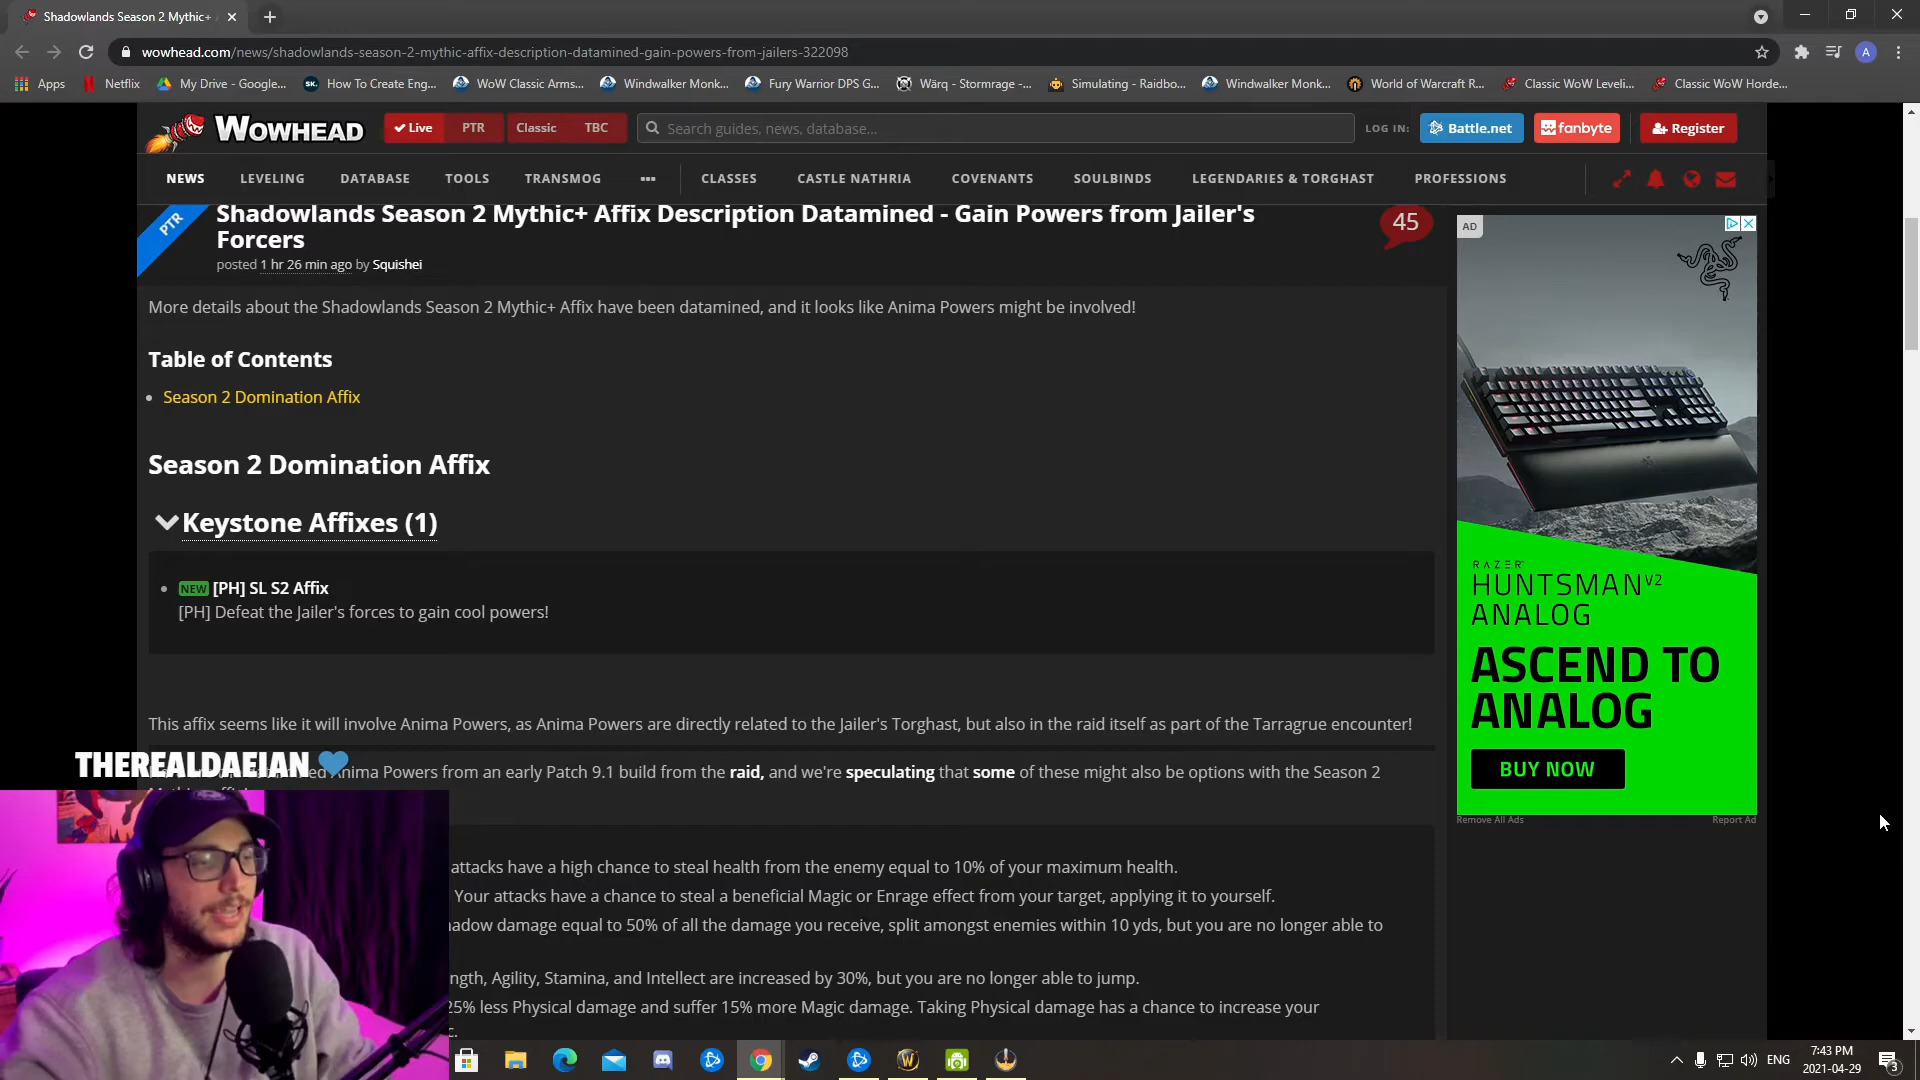 Shadowlands Season 2 Mythic+
wowhead.com/news/shadowlands-season-2-mythic-affix-description-datamined-gain-powers-from-jailers-322098
A
Apps
Netflix
My Drive - Google...
SK.
How To Create Eng...
WoW Classic Arms...
Windwalker Monk...
Fury Warrior DPS G...
Wärq - Stormrage -...
Simulating - Raidbo...
Windwalker Monk...
World of Warcraft R...
Classic WoW Leveli...
Classic WoW Horde...
WOWHEAD
Live
PTR
Classic
TBC
Search guides, news, database...
LOG IN:
Battle.net
fanbyte
Register
NEWS
LEVELING
DATABASE
TOOLS
TRANSMOG
CLASSES
CASTLE NATHRIA
COVENANTS
SOULBINDS
LEGENDARIES & TORGHAST
PROFESSIONS
PTR
Shadowlands Season 2 Mythic+ Affix Description Datamined - Gain Powers from Jailer's
Forcers
45
posted 1 hr 26 min ago by Squishei
More details about the Shadowlands Season 2 Mythic+ Affix have been datamined, and it looks like Anima Powers might be involved!
Table of Contents
• Season 2 Domination Affix
Season 2 Domination Affix
Keystone Affixes (1)
• NEW [PH] SL S2 Affix
[PH] Defeat the Jailer's forces to gain cool powers!
This affix seems like it will involve Anima Powers, as Anima Powers are directly related to the Jailer's Torghast, but also in the raid itself as part of the Tarragrue encounter!
THEREALDAEIAN
Anima Powers from an early Patch 9.1 build from the raid, and we're speculating that some of these might also be options with the Season 2
attacks have a high chance to steal health from the enemy equal to 10% of your maximum health.
Your attacks have a chance to steal a beneficial Magic or Enrage effect from your target, applying it to yourself.
adow damage equal to 50% of all the damage you receive, split amongst enemies within 10 yds, but you are no longer able to
ngth, Agility, Stamina, and Intellect are increased by 30%, but you are no longer able to jump.
25% less Physical damage and suffer 15% more Magic damage. Taking Physical damage has a chance to increase your
c.
AD
RAZER
HUNTSMAN V2
ANALOG
ASCEND TO
ANALOG
BUY NOW
Remove All Ads
Report Ad
ENG
7:43 PM
2021-04-29
3